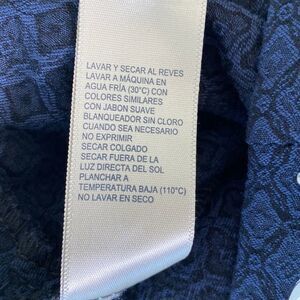 LAVAR Y SECAR AL REVES
LAVAR A MÁQUINA EN
AGUA FRÍA (30°C) CON
COLORES SIMILARES
CON JABON SUAVE
BLANQUEADOR SIN CLORO
CUANDO SEA NECESARIO
NO EXPRIMIR
SECAR COLGADO
SECAR FUERA DE LA
LUZ DIRECTA DEL SOL
PLANCHAR A
TEMPERATURA BAJA (110°C)
NO LAVAR EN SECO